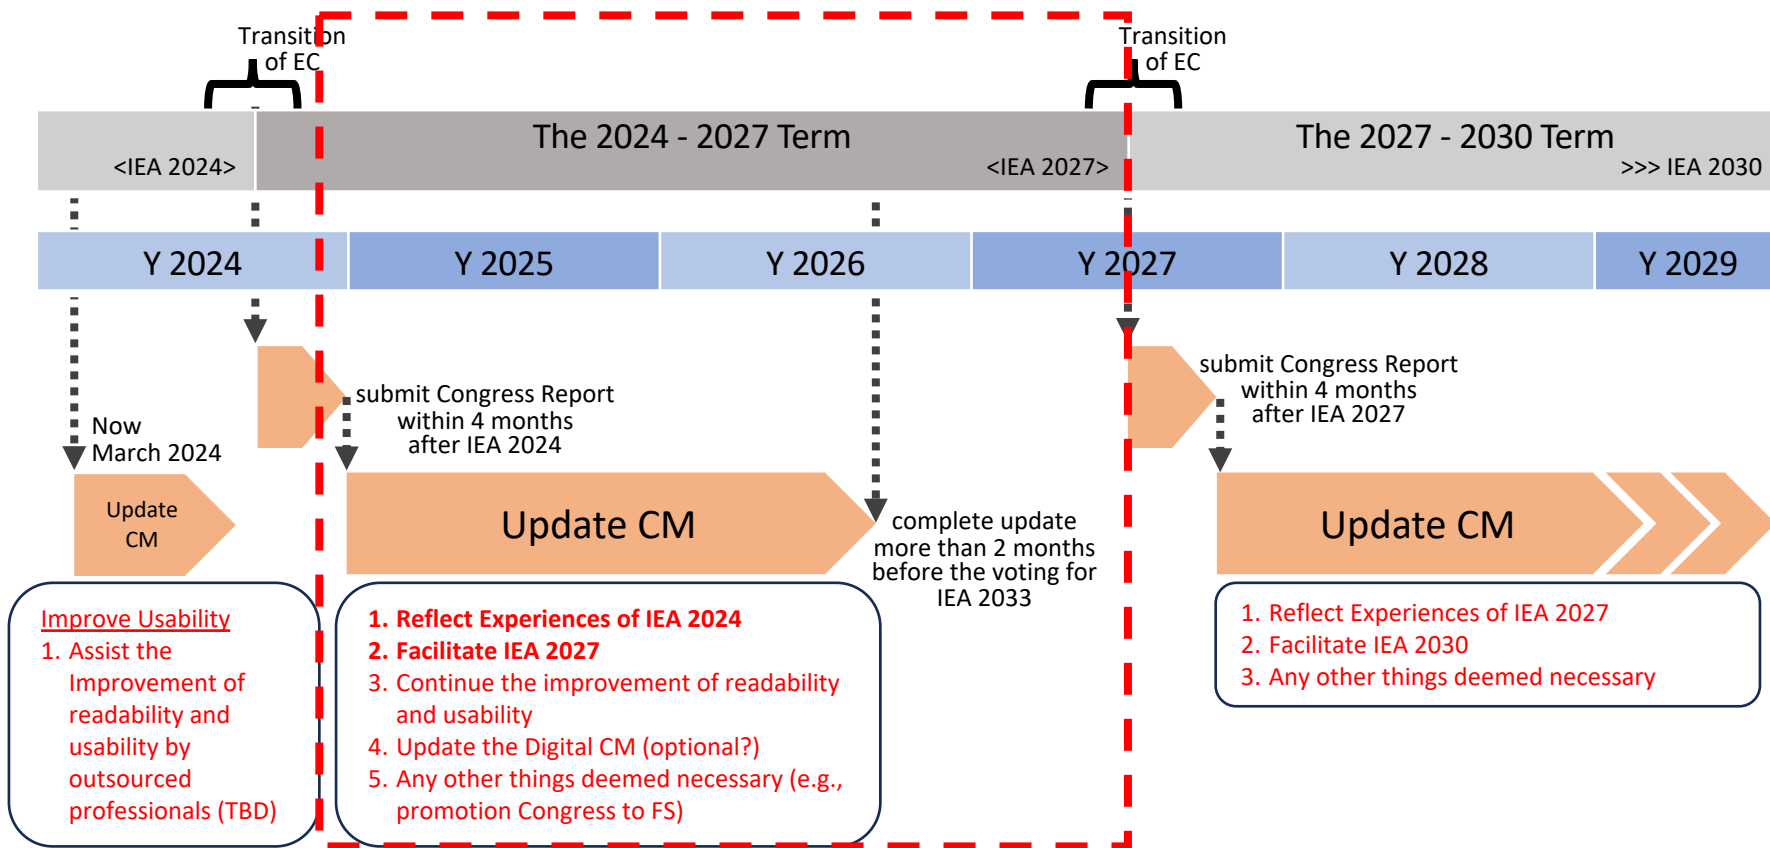 Transition
of EC
Transition
of EC
The 2024 - 2027 Term
The 2027 - 2030 Term
<IEA 2024>
<IEA 2027>
>>> IEA 2030
Y 2024
Y 2025
Y 2026
Y 2027
Y 2028
Y 2029
submit Congress Report
within 4 months
after IEA 2024
submit Congress Report
within 4 months
after IEA 2027
Now
March 2024
Update
CM
Update CM
complete update
more than 2 months
before the voting for
IEA 2033
Update CM
Improve Usability
1. Assist the
Improvement of
readability and
usability by
outsourced
professionals (TBD)
1. Reflect Experiences of IEA 2024
2. Facilitate IEA 2027
3. Continue the improvement of readability
and usability
4. Update the Digital CM (optional?)
5. Any other things deemed necessary (e.g.,
promotion Congress to FS)
1. Reflect Experiences of IEA 2027
2. Facilitate IEA 2030
3. Any other things deemed necessary